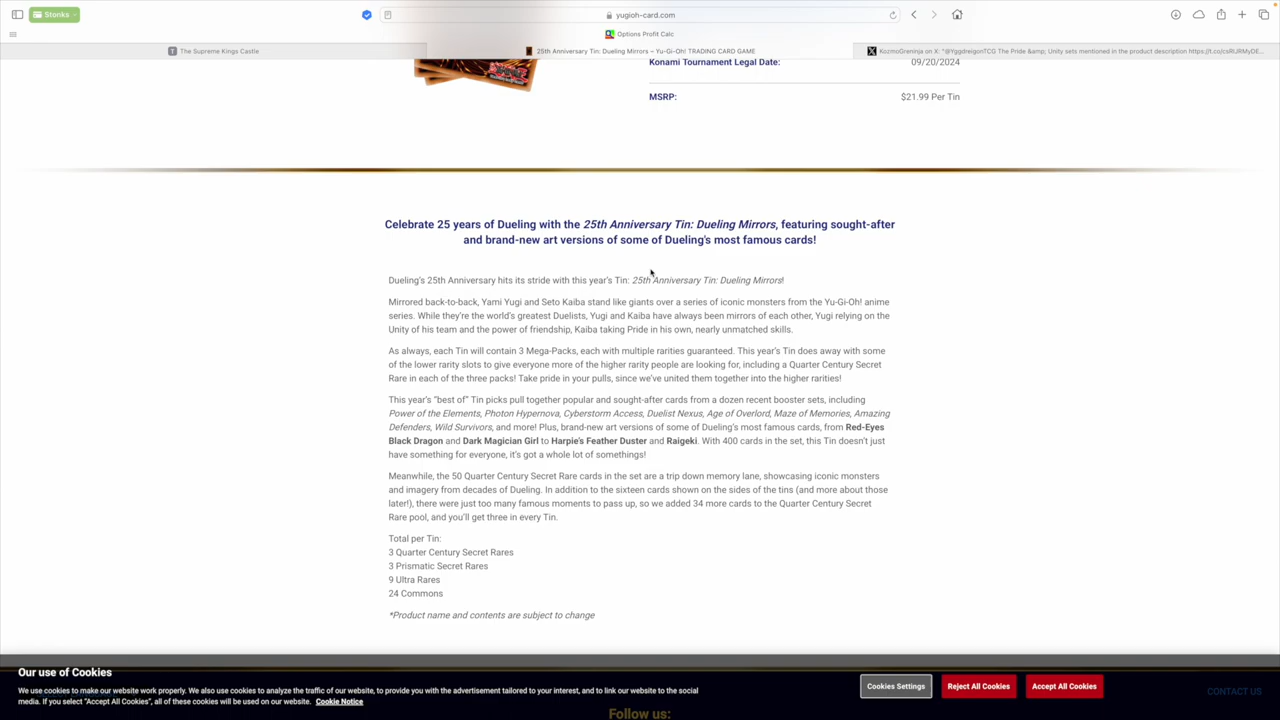 Stonks
yugioh-card.com
Options Profit Calc
The Supreme Kings Castle
25th Anniversary Tin: Dueling Mirrors – Yu-Gi-Oh! TRADING CARD GAME
KozmoGreninja on X: "@YggdreigonTCG The Pride &amp; Unity sets mentioned in the product description
Konami Tournament Legal Date: 09/20/2024
MSRP: $21.99 Per Tin
Celebrate 25 years of Dueling with the 25th Anniversary Tin: Dueling Mirrors, featuring sought-after
and brand-new art versions of some of Dueling's most famous cards!
Dueling's 25th Anniversary hits its stride with this year's Tin: 25th Anniversary Tin: Dueling Mirrors!
Mirrored back-to-back, Yami Yugi and Seto Kaiba stand like giants over a series of iconic monsters from the Yu-Gi-Oh! anime
series. While they're the world's greatest Duelists, Yugi and Kaiba have always been mirrors of each other, Yugi relying on the
Unity of his team and the power of friendship, Kaiba taking Pride in his own, nearly unmatched skills.
As always, each Tin will contain 3 Mega-Packs, each with multiple rarities guaranteed. This year's Tin does away with some
of the lower rarity slots to give everyone more of the higher rarity people are looking for, including a Quarter Century Secret
Rare in each of the three packs! Take pride in your pulls, since we've united them together into the higher rarities!
This year's "best of" Tin picks pull together popular and sought-after cards from a dozen recent booster sets, including
Power of the Elements, Photon Hypernova, Cyberstorm Access, Duelist Nexus, Age of Overlord, Maze of Memories, Amazing
Defenders, Wild Survivors, and more! Plus, brand-new art versions of some of Dueling's most famous cards, from Red-Eyes
Black Dragon and Dark Magician Girl to Harpie's Feather Duster and Raigeki. With 400 cards in the set, this Tin doesn't just
have something for everyone, it's got a whole lot of somethings!
Meanwhile, the 50 Quarter Century Secret Rare cards in the set are a trip down memory lane, showcasing iconic monsters
and imagery from decades of Dueling. In addition to the sixteen cards shown on the sides of the tins (and more about those
later!), there were just too many famous moments to pass up, so we added 34 more cards to the Quarter Century Secret
Rare pool, and you'll get three in every Tin.
Total per Tin:
3 Quarter Century Secret Rares
3 Prismatic Secret Rares
9 Ultra Rares
24 Commons
*Product name and contents are subject to change
Our use of Cookies
We use cookies to make our website work properly. We also use cookies to analyze the traffic of our website, to provide you with the advertisement tailored to your interest, and to link our website to the social
media. If you select "Accept All Cookies", all of these cookies will be used on our website. Cookie Notice
Cookies Settings
Reject All Cookies
Accept All Cookies
CONTACT US
Follow us: